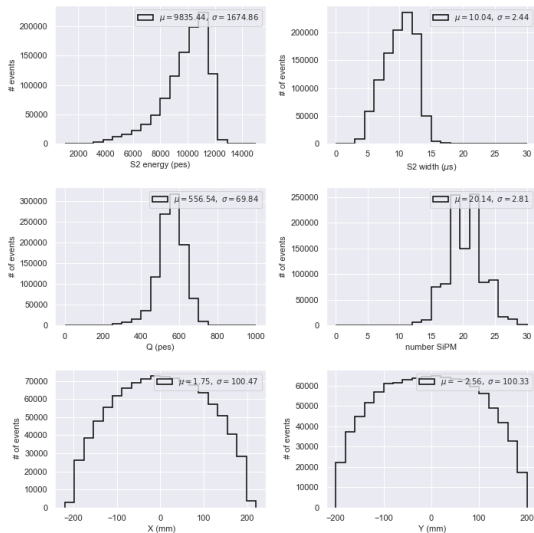 μ = 9835.44, σ = 1674.86
# events
200000
150000
100000
50000
0
2000 4000 6000 8000 10000 12000 14000
S2 energy (pes)
μ = 10.04, σ = 2.44
# of events
200000
150000
100000
50000
0
0 5 10 15 20 25 30
S2 width (μs)
μ = 556.54, σ = 69.84
# of events
300000
250000
200000
150000
100000
50000
0
0 200 400 600 800 1000
Q (pes)
μ = 20.14, σ = 2.81
# of events
250000
200000
150000
100000
50000
0
0 5 10 15 20 25 30
number SiPM
μ = 1.75, σ = 100.47
# of events
70000
60000
50000
40000
30000
20000
10000
0
−200 −100 0 100 200
X (mm)
μ = −2.56, σ = 100.33
# of events
60000
50000
40000
30000
20000
10000
0
−200 −100 0 100 200
Y (mm)